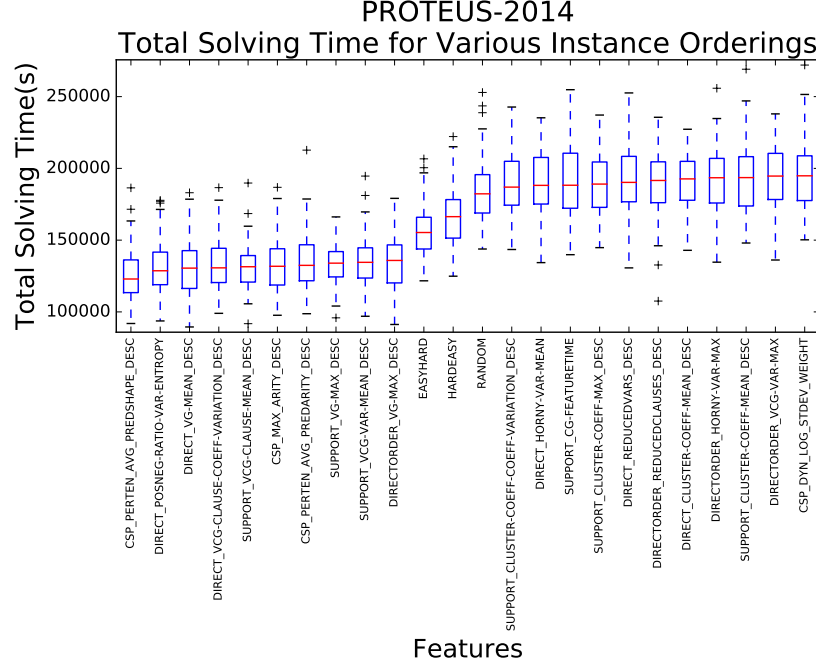 PROTEUS-2014
Total Solving Time for Various Instance Orderings
Total Solving Time(s)
250000
200000
150000
100000
CSP_PERTEN_AVG_PREDSHAPE_DESC
DIRECT_POSNEG-RATIO-VAR-ENTROPY
DIRECT_VG-MEAN_DESC
DIRECT_VCG-CLAUSE-COEFF-VARIATION_DESC
SUPPORT_VCG-CLAUSE-MEAN_DESC
CSP_MAX_ARITY_DESC
CSP_PERTEN_AVG_PREDARITY_DESC
SUPPORT_VG-MAX_DESC
SUPPORT_VCG-VAR-MEAN_DESC
DIRECTORDER_VG-MAX_DESC
EASYHARD
HARDEASY
RANDOM
SUPPORT_CLUSTER-COEFF-COEFF-VARIATION_DESC
DIRECT_HORNY-VAR-MEAN
SUPPORT_CG-FEATURETIME
SUPPORT_CLUSTER-COEFF-MAX_DESC
DIRECT_REDUCEDVARS_DESC
DIRECTORDER_REDUCEDCLAUSES_DESC
DIRECT_CLUSTER-COEFF-MEAN_DESC
DIRECTORDER_HORNY-VAR-MAX
SUPPORT_CLUSTER-COEFF-MEAN_DESC
DIRECTORDER_VCG-VAR-MAX
CSP_DYN_LOG_STDEV_WEIGHT
Features